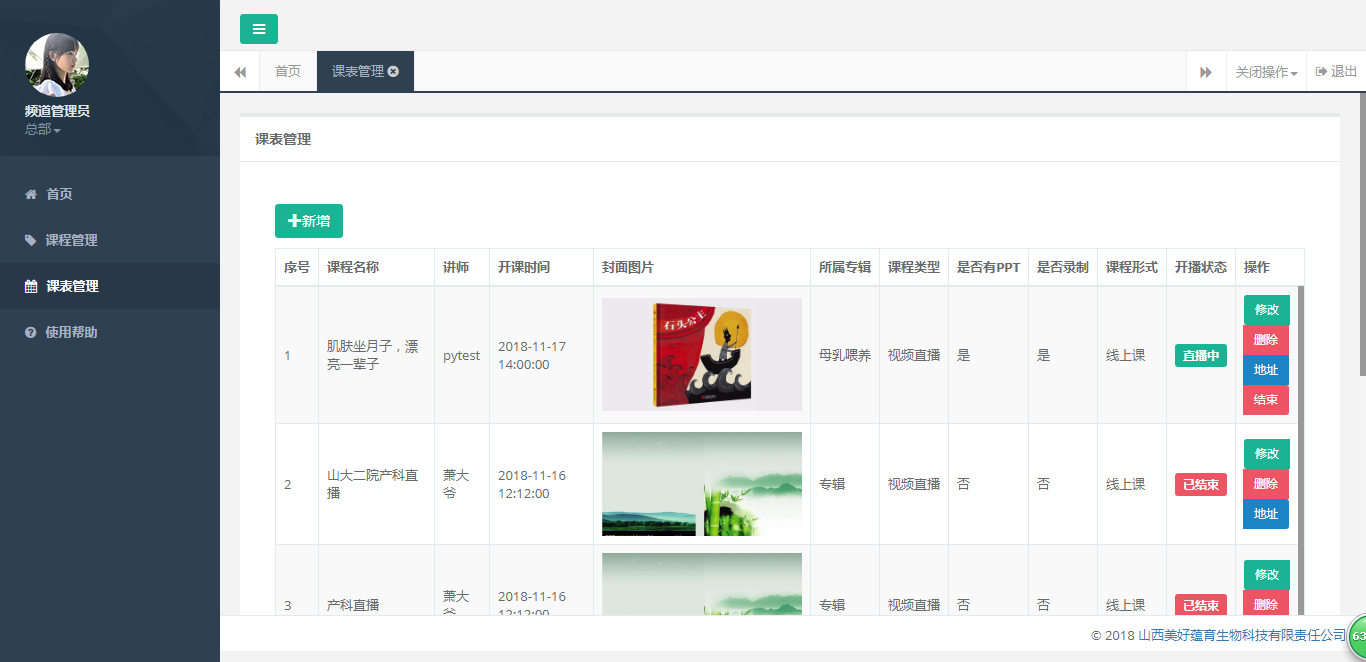 频道管理员
总部
首页
课程管理
课表管理
使用帮助
首页
课表管理
关闭操作
退出
课表管理
新增
序号 课程名称 讲师 开课时间 封面图片 所属专辑 课程类型 是否有PPT 是否录制 课程形式 开播状态 操作
1
肌肤坐月子，漂
亮一辈子
pytest
2018-11-17
14:00:00
石头公主
母乳喂养
视频直播
是
是
线上课
直播中
修改
删除
地址
结束
2
山大二院产科直
播
萧大
爷
2018-11-16
12:12:00
专辑
视频直播
否
否
线上课
已结束
修改
删除
地址
3
产科直播
萧大
爷
2018-11-16
12:12:00
专辑
视频直播
否
否
线上课
已结束
修改
删除
© 2018 山西美好蕴育生物科技有限责任公司
63